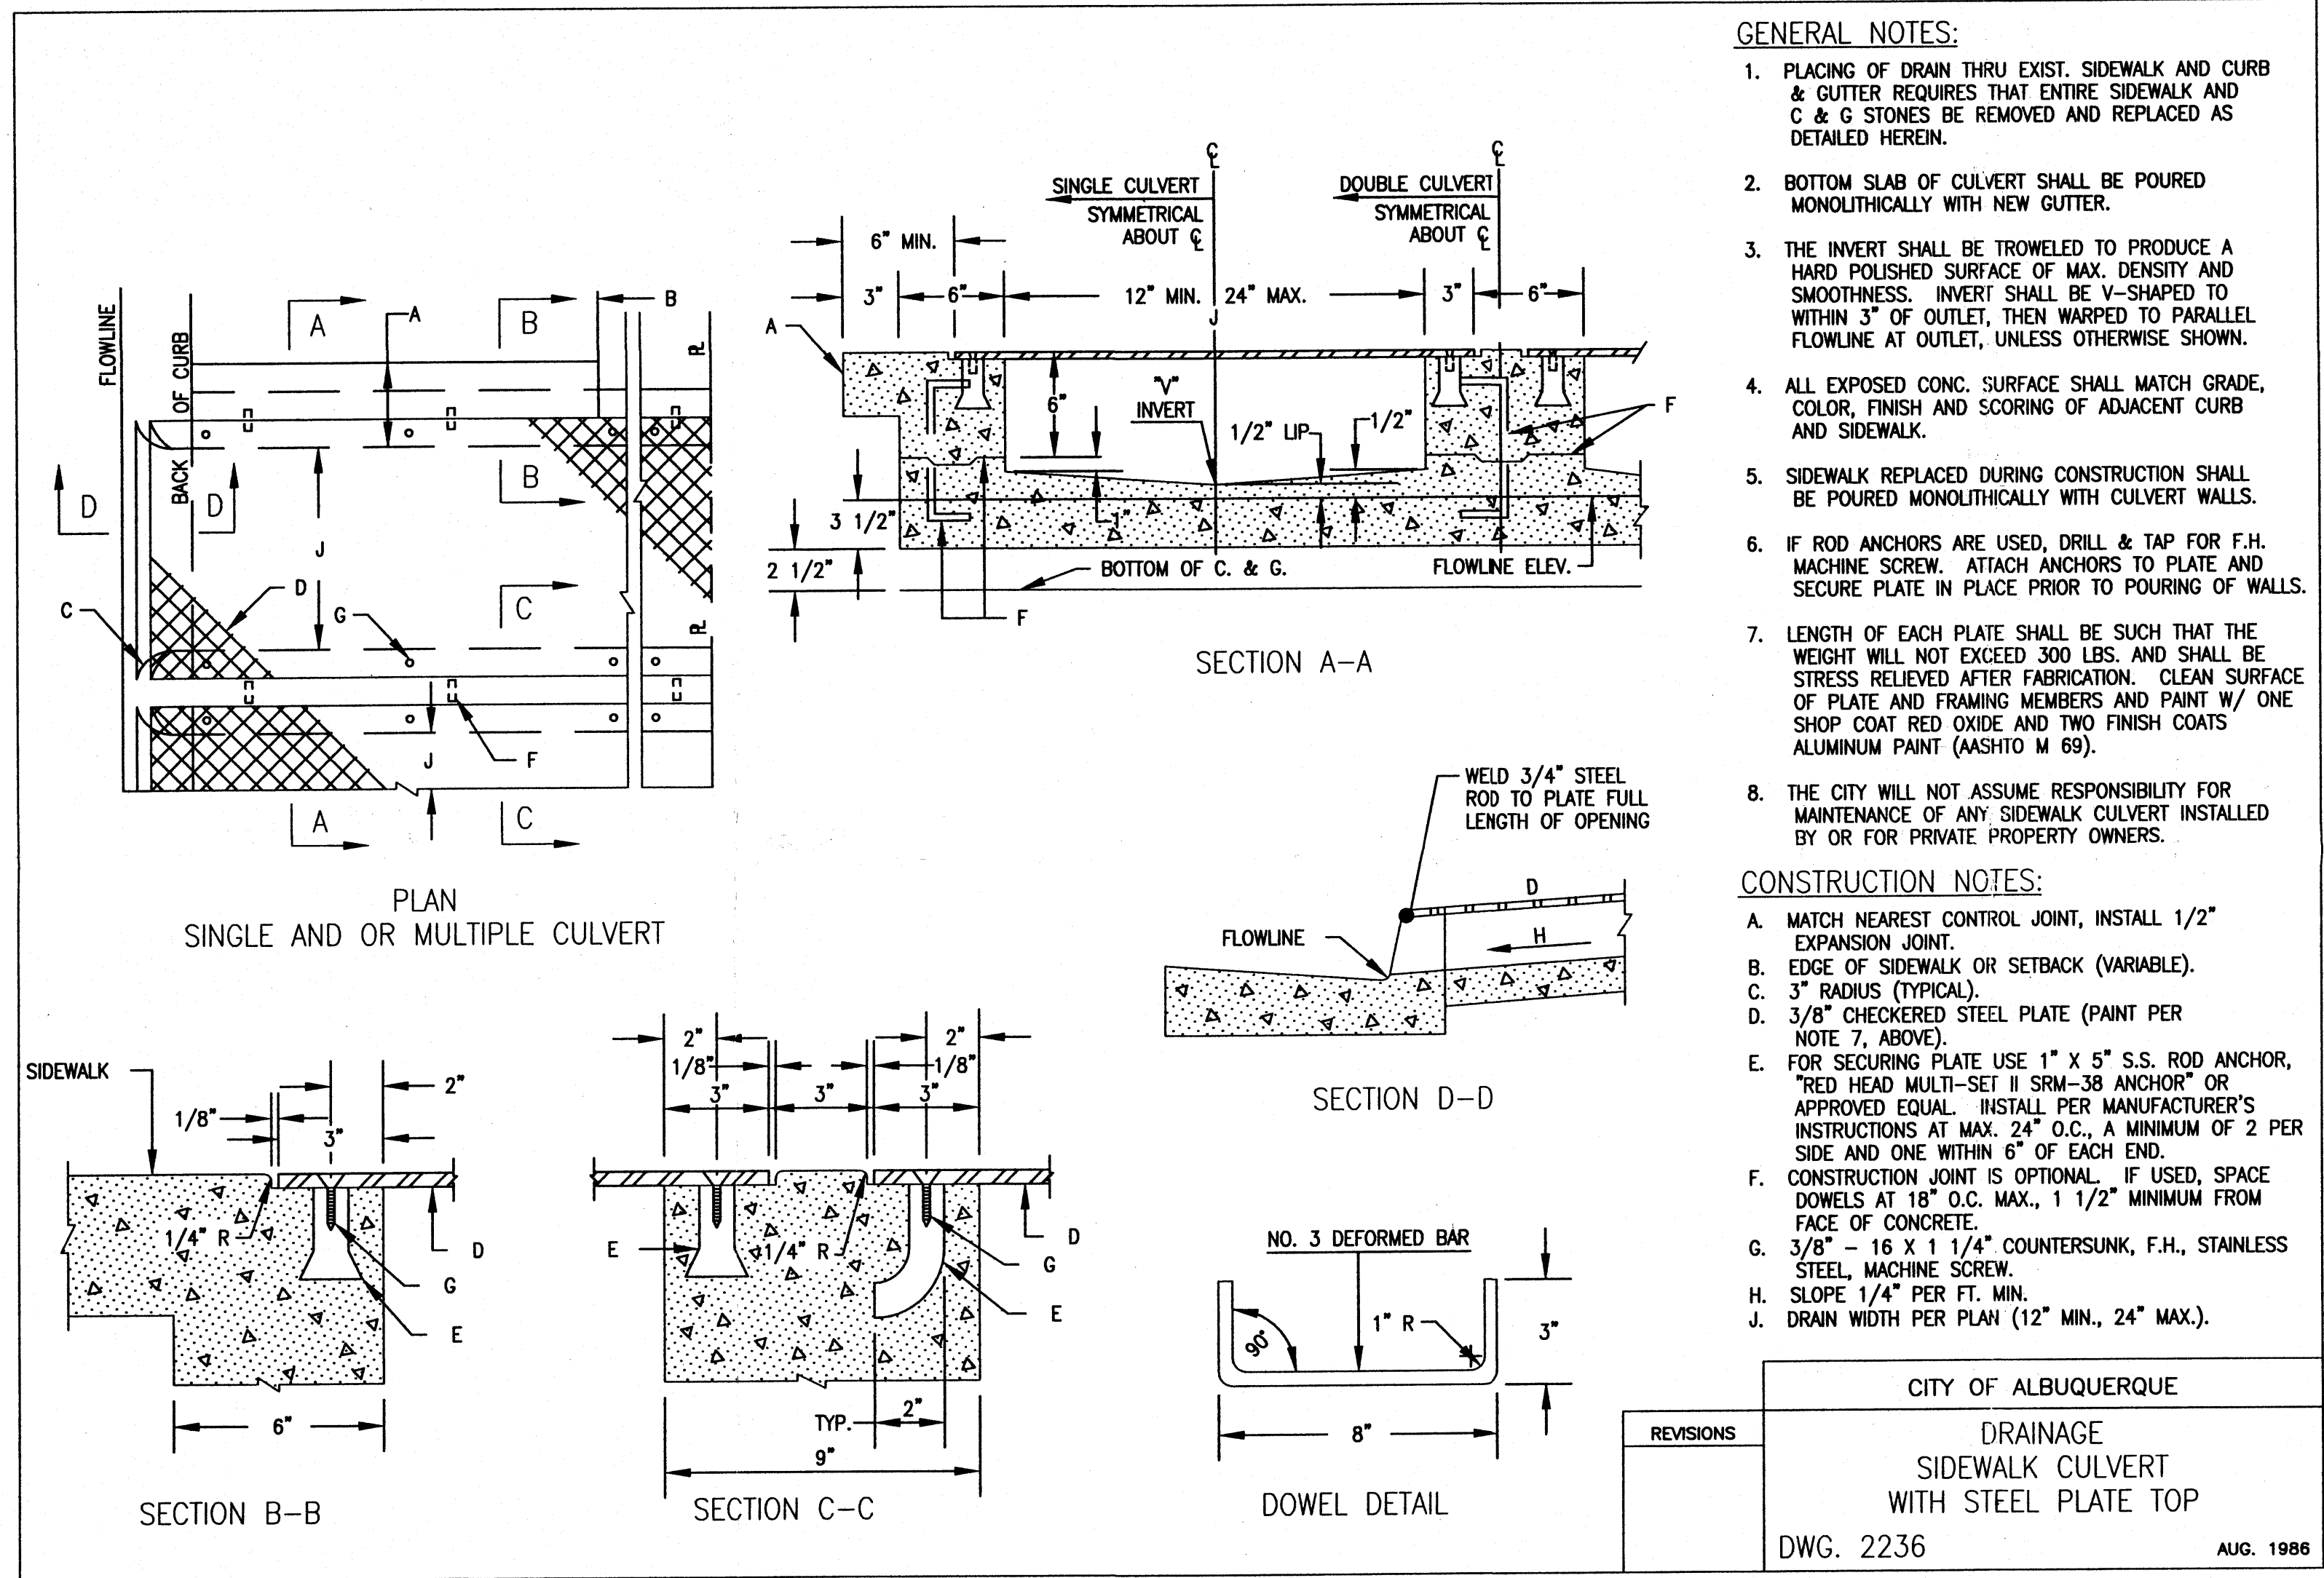 GENERAL NOTES:
1. PLACING OF DRAIN THRU EXIST. SIDEWALK AND CURB
& GUTTER REQUIRES THAT ENTIRE SIDEWALK AND
C & G STONES BE REMOVED AND REPLACED AS
DETAILED HEREIN.
2. BOTTOM SLAB OF CULVERT SHALL BE POURED
MONOLITHICALLY WITH NEW GUTTER.
3. THE INVERT SHALL BE TROWELED TO PRODUCE A
HARD POLISHED SURFACE OF MAX. DENSITY AND
SMOOTHNESS. INVERT SHALL BE V-SHAPED TO
WITHIN 3" OF OUTLET, THEN WARPED TO PARALLEL
FLOWLINE AT OUTLET, UNLESS OTHERWISE SHOWN.
4. ALL EXPOSED CONC. SURFACE SHALL MATCH GRADE,
COLOR, FINISH AND SCORING OF ADJACENT CURB
AND SIDEWALK.
5. SIDEWALK REPLACED DURING CONSTRUCTION SHALL
BE POURED MONOLITHICALLY WITH CULVERT WALLS.
6. IF ROD ANCHORS ARE USED, DRILL & TAP FOR F.H.
MACHINE SCREW. ATTACH ANCHORS TO PLATE AND
SECURE PLATE IN PLACE PRIOR TO POURING OF WALLS.
7. LENGTH OF EACH PLATE SHALL BE SUCH THAT THE
WEIGHT WILL NOT EXCEED 300 LBS. AND SHALL BE
STRESS RELIEVED AFTER FABRICATION. CLEAN SURFACE
OF PLATE AND FRAMING MEMBERS AND PAINT W/ ONE
SHOP COAT RED OXIDE AND TWO FINISH COATS
ALUMINUM PAINT (AASHTO M 69).
8. THE CITY WILL NOT ASSUME RESPONSIBILITY FOR
MAINTENANCE OF ANY SIDEWALK CULVERT INSTALLED
BY OR FOR PRIVATE PROPERTY OWNERS.
CONSTRUCTION NOTES:
A. MATCH NEAREST CONTROL JOINT, INSTALL 1/2"
EXPANSION JOINT.
B. EDGE OF SIDEWALK OR SETBACK (VARIABLE).
C. 3" RADIUS (TYPICAL).
D. 3/8" CHECKERED STEEL PLATE (PAINT PER
NOTE 7, ABOVE).
E. FOR SECURING PLATE USE 1" X 5" S.S. ROD ANCHOR,
"RED HEAD MULTI-SET II SRM-38 ANCHOR" OR
APPROVED EQUAL. INSTALL PER MANUFACTURER'S
INSTRUCTIONS AT MAX. 24" O.C., A MINIMUM OF 2 PER
SIDE AND ONE WITHIN 6" OF EACH END.
F. CONSTRUCTION JOINT IS OPTIONAL. IF USED, SPACE
DOWELS AT 18" O.C. MAX., 1 1/2" MINIMUM FROM
FACE OF CONCRETE.
G. 3/8" - 16 X 1 1/4" COUNTERSUNK, F.H., STAINLESS
STEEL, MACHINE SCREW.
H. SLOPE 1/4" PER FT. MIN.
J. DRAIN WIDTH PER PLAN (12" MIN., 24" MAX.).
FLOWLINE
BACK OF CURB
A
A
B
B
B
D
D
J
C
D
G
C
J
F
A
C
PL
PL
PLAN
SINGLE AND OR MULTIPLE CULVERT
℄
℄
SINGLE CULVERT
SYMMETRICAL
ABOUT ℄
DOUBLE CULVERT
SYMMETRICAL
ABOUT ℄
6" MIN.
3"
6"
12" MIN.
24" MAX.
J
3"
6"
A
6"
"V"
INVERT
1/2" LIP
1/2"
F
3 1/2"
1"
2 1/2"
BOTTOM OF C. & G.
FLOWLINE ELEV.
F
SECTION A-A
WELD 3/4" STEEL
ROD TO PLATE FULL
LENGTH OF OPENING
D
FLOWLINE
H
SECTION D-D
SIDEWALK
2"
1/8"
3"
1/4" R
D
G
E
6"
SECTION B-B
2"
2"
1/8"
1/8"
3"
3"
3"
E
1/4" R
D
G
E
TYP.
2"
9"
SECTION C-C
NO. 3 DEFORMED BAR
90°
1" R
3"
8"
DOWEL DETAIL
CITY OF ALBUQUERQUE
REVISIONS
DRAINAGE
SIDEWALK CULVERT
WITH STEEL PLATE TOP
DWG. 2236
AUG. 1986